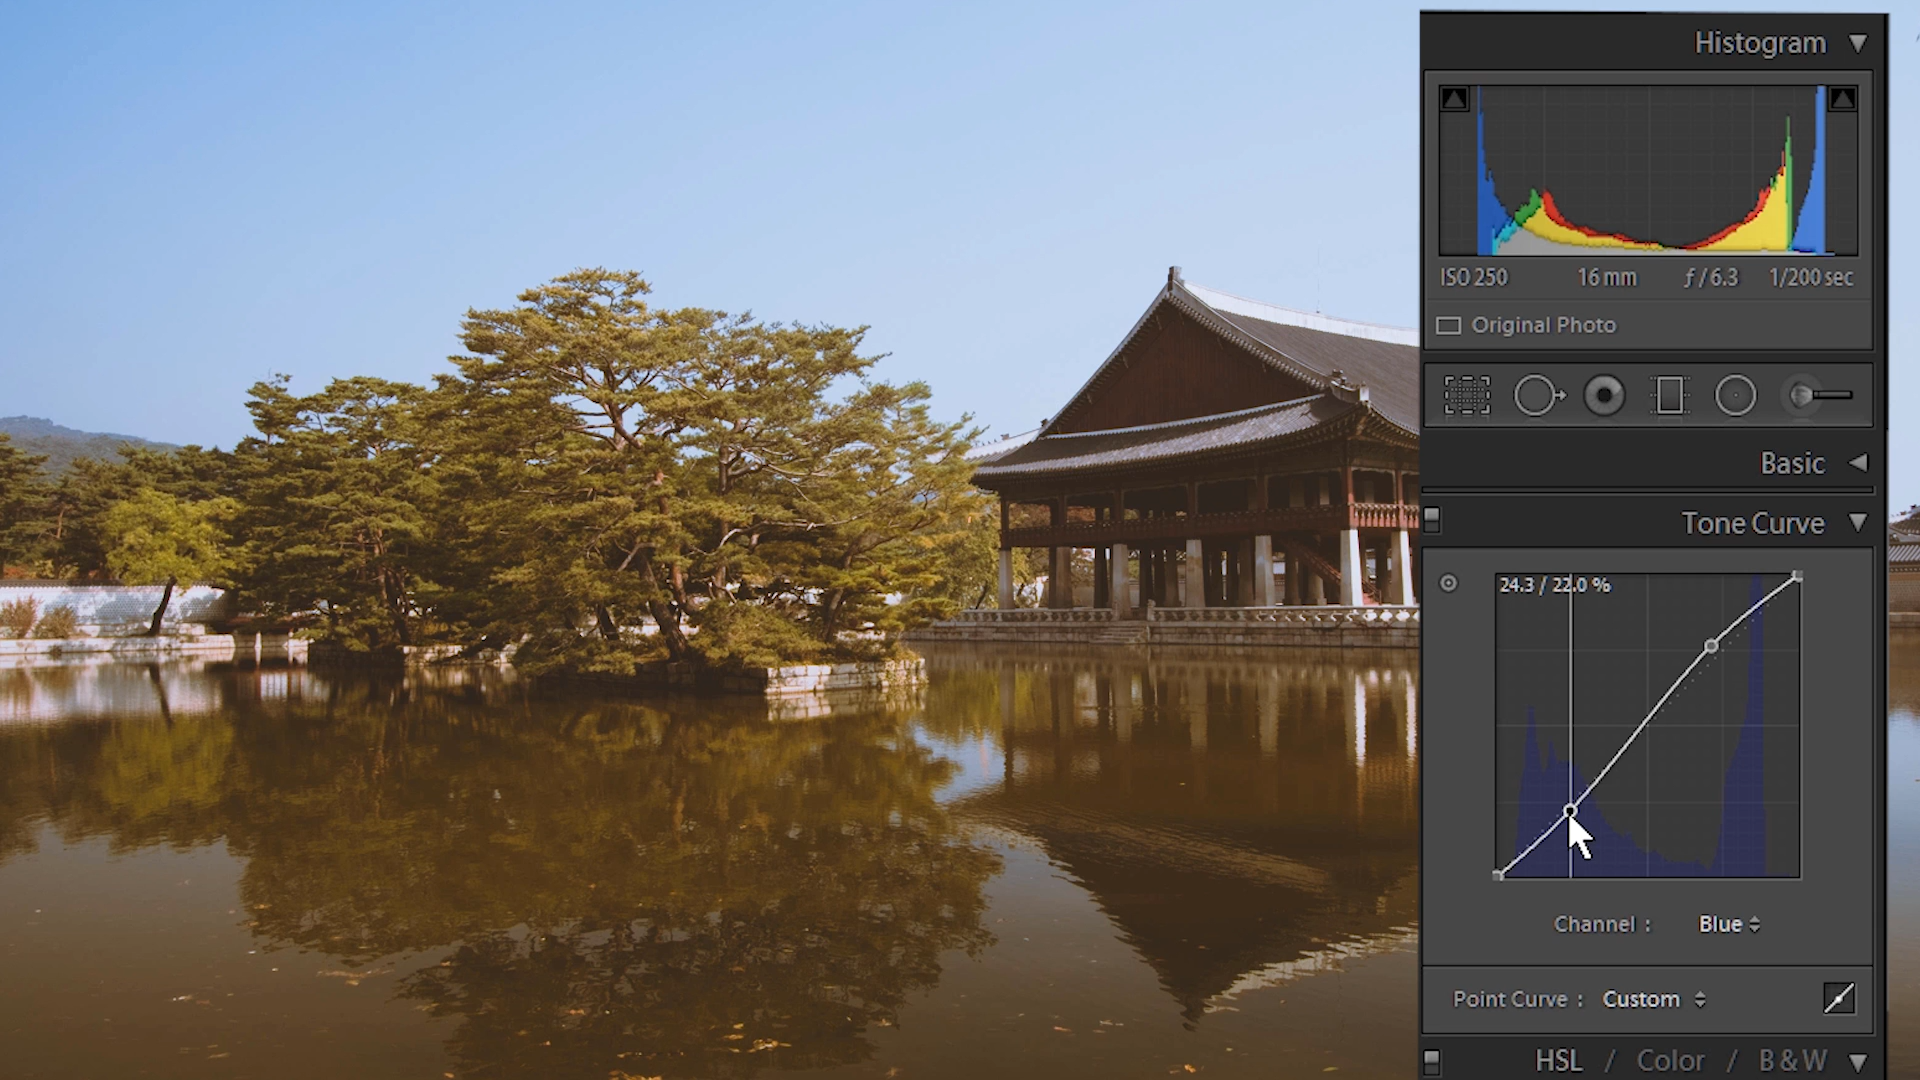 Histogram
ISO 250 16 mm ƒ / 6.3 1/200 sec
Original Photo
Basic
Tone Curve
24.3 / 22.0 %
Channel : Blue
Point Curve : Custom
HSL / Color / B & W